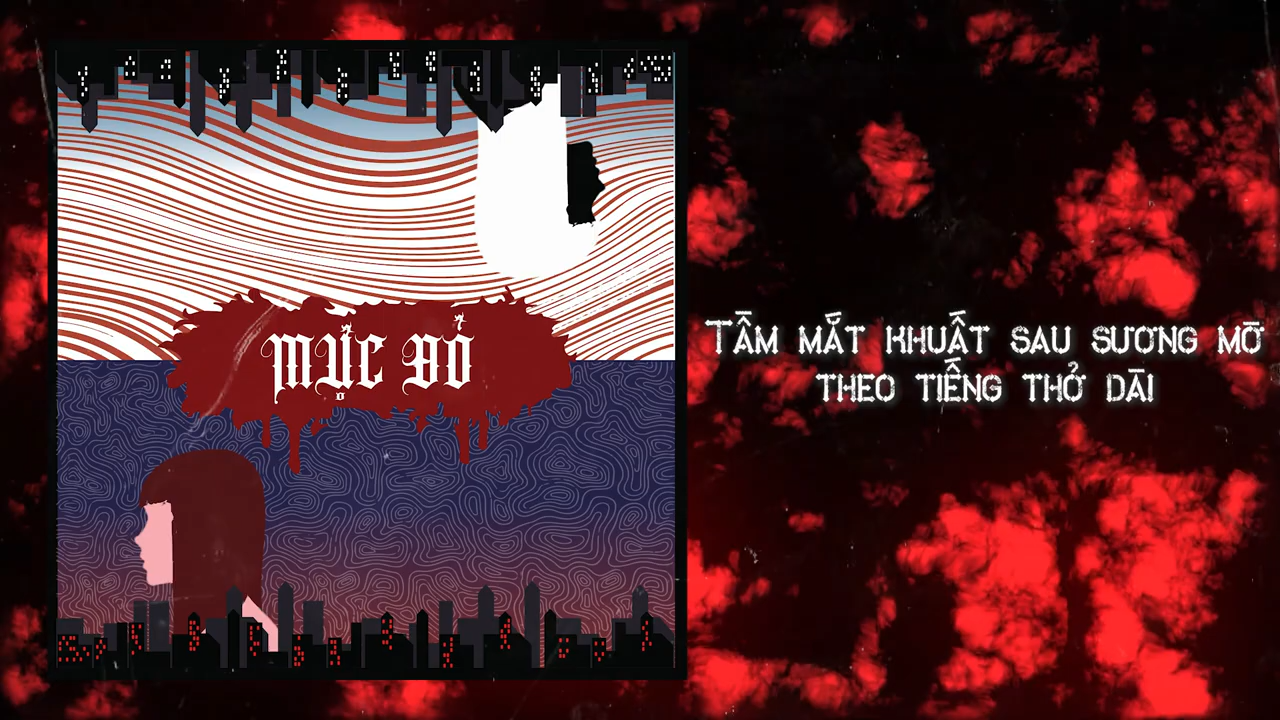 MỰC ĐỎ
TẦM MẮT KHUẤT SAU SƯƠNG MỜ
THEO TIẾNG THỞ DÀI